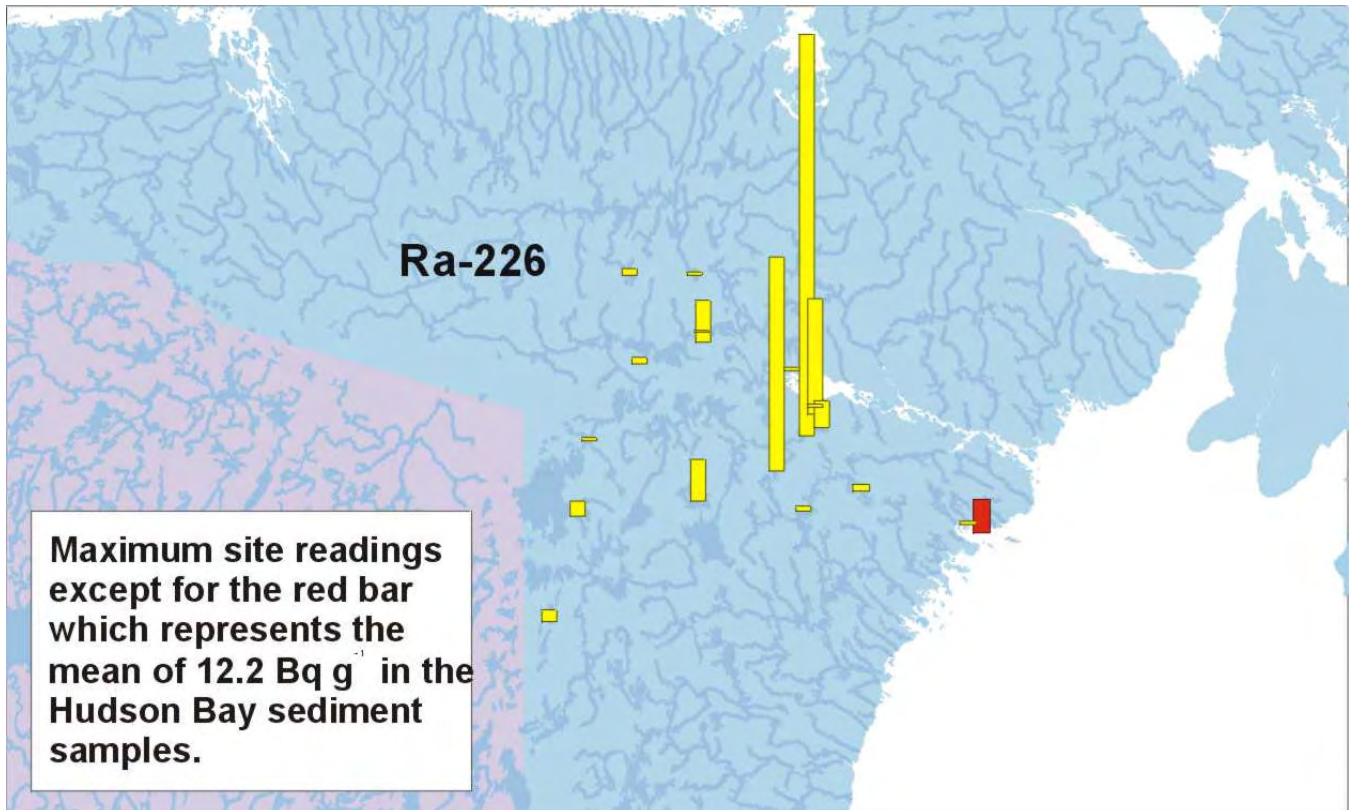 Ra-226
Maximum site readings
except for the red bar
which represents the
mean of 12.2 Bq g⁻¹ in the
Hudson Bay sediment
samples.